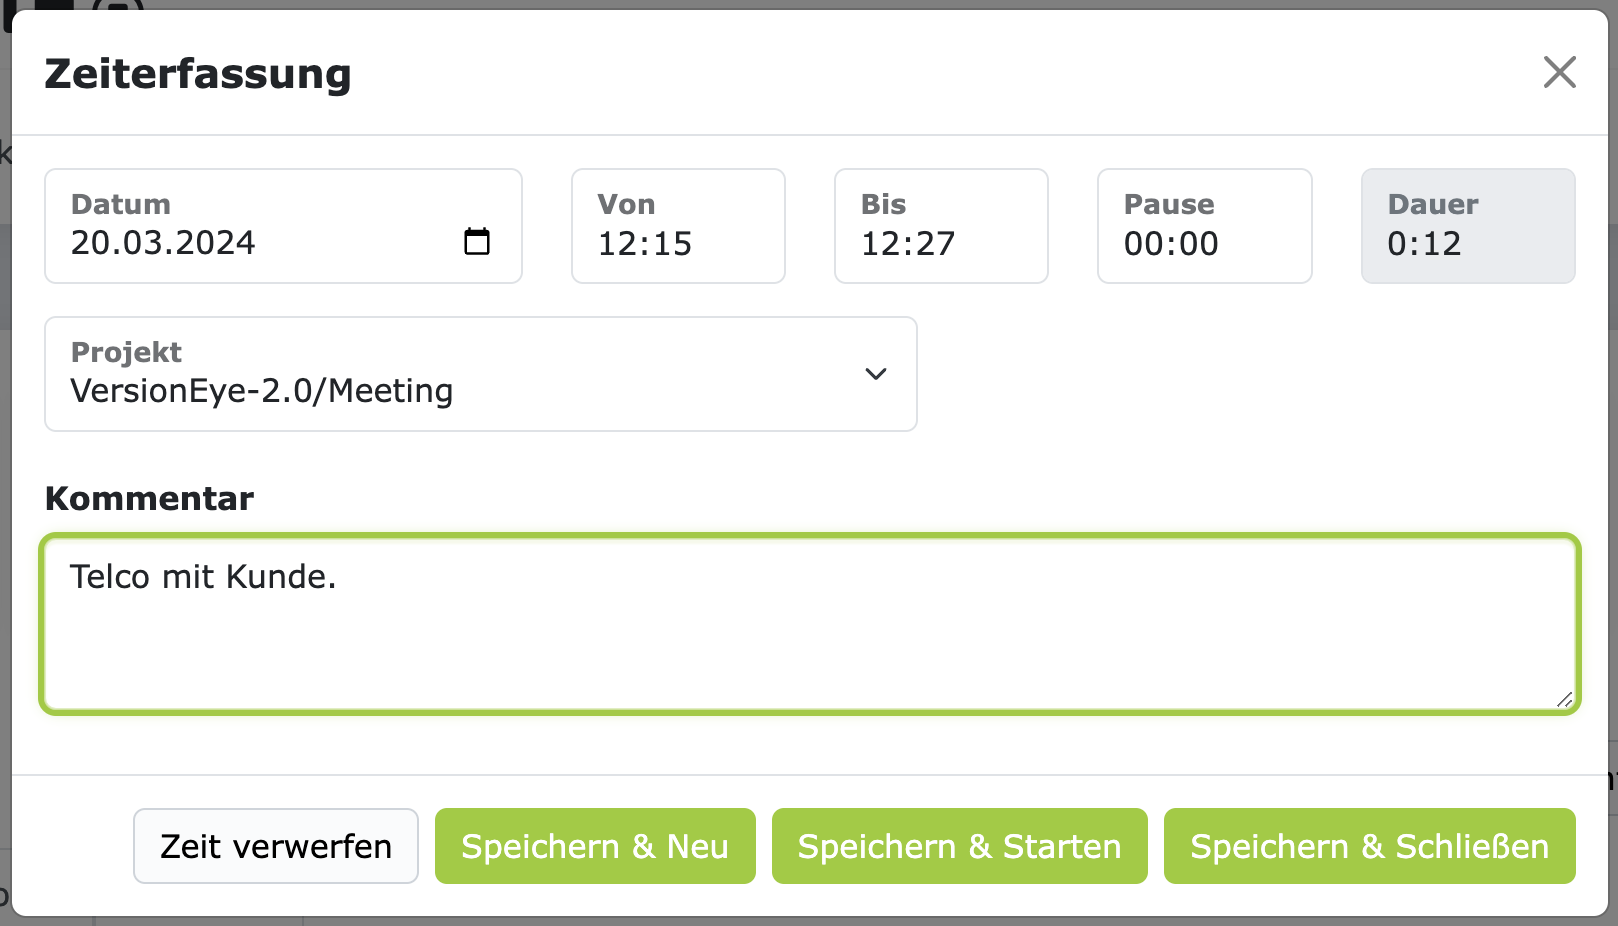 Zeiterfassung
Datum
20.03.2024
Von
12:15
Bis
12:27
Pause
00:00
Dauer
0:12
Projekt
VersionEye-2.0/Meeting
Kommentar
Telco mit Kunde.
Zeit verwerfen
Speichern & Neu
Speichern & Starten
Speichern & Schließen